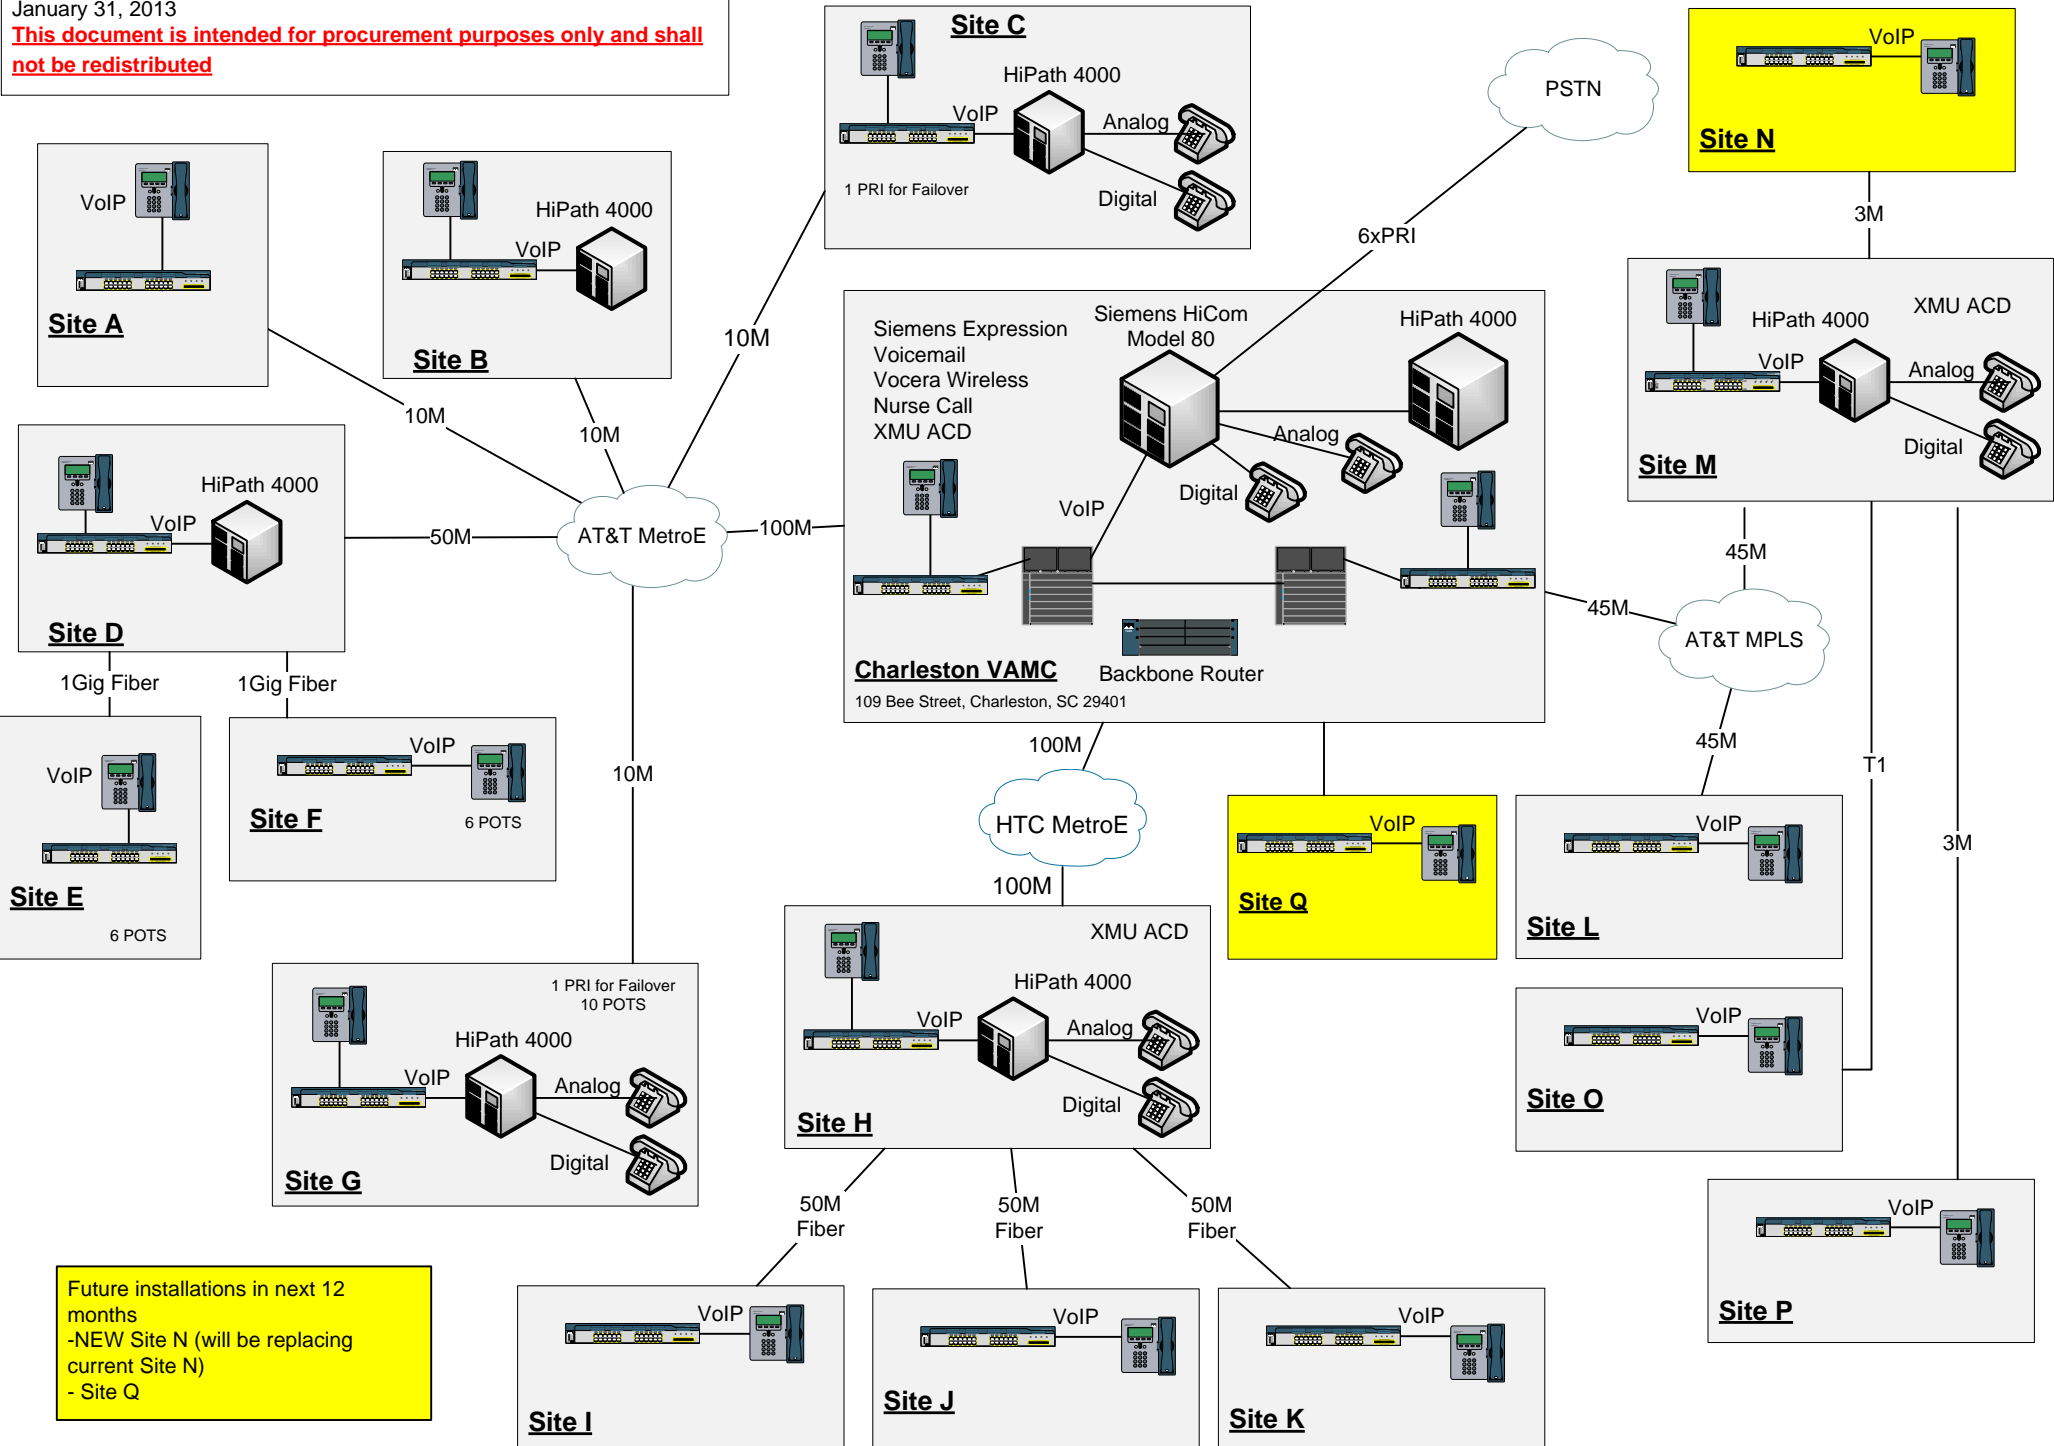 January 31, 2013
This document is intended for procurement purposes only and shall
not be redistributed
Site C
HiPath 4000
VoIP
Analog
1 PRI for Failover
Digital
PSTN
VoIP
Site N
VoIP
Site A
HiPath 4000
VoIP
Site B
10M
10M
10M
6xPRI
3M
Siemens Expression
Voicemail
Vocera Wireless
Nurse Call
XMU ACD
Siemens HiCom
Model 80
HiPath 4000
Analog
Digital
VoIP
Charleston VAMC
109 Bee Street, Charleston, SC 29401
Backbone Router
XMU ACD
HiPath 4000
VoIP
Analog
Digital
Site M
HiPath 4000
VoIP
Site D
50M
AT&T MetroE
100M
45M
45M
AT&T MPLS
45M
T1
3M
1Gig Fiber
1Gig Fiber
VoIP
Site E
6 POTS
VoIP
Site F
6 POTS
10M
100M
HTC MetroE
100M
VoIP
Site Q
VoIP
Site L
VoIP
Site O
1 PRI for Failover
10 POTS
HiPath 4000
VoIP
Analog
Digital
Site G
XMU ACD
HiPath 4000
VoIP
Analog
Digital
Site H
50M
Fiber
50M
Fiber
50M
Fiber
VoIP
Site P
Future installations in next 12
months
-NEW Site N (will be replacing
current Site N)
- Site Q
VoIP
Site I
VoIP
Site J
VoIP
Site K